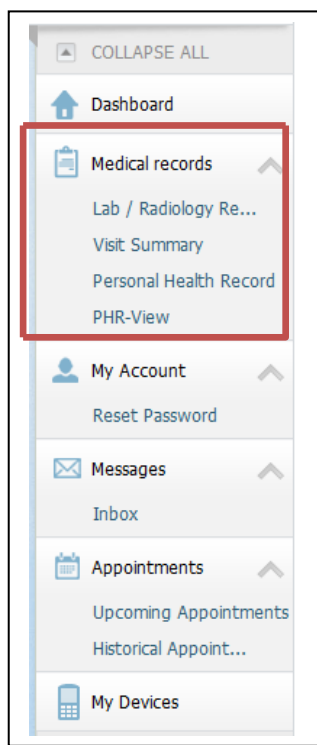 COLLAPSE ALL
Dashboard
Medical records
Lab / Radiology Re...
Visit Summary
Personal Health Record
PHR-View
My Account
Reset Password
Messages
Inbox
Appointments
Upcoming Appointments
Historical Appoint...
My Devices